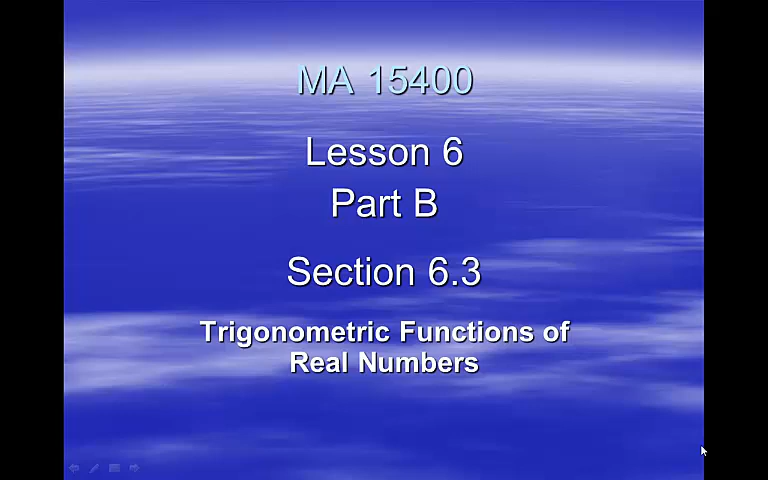 MA 15400
Lesson 6
Part B
Section 6.3
Trigonometric Functions of
Real Numbers